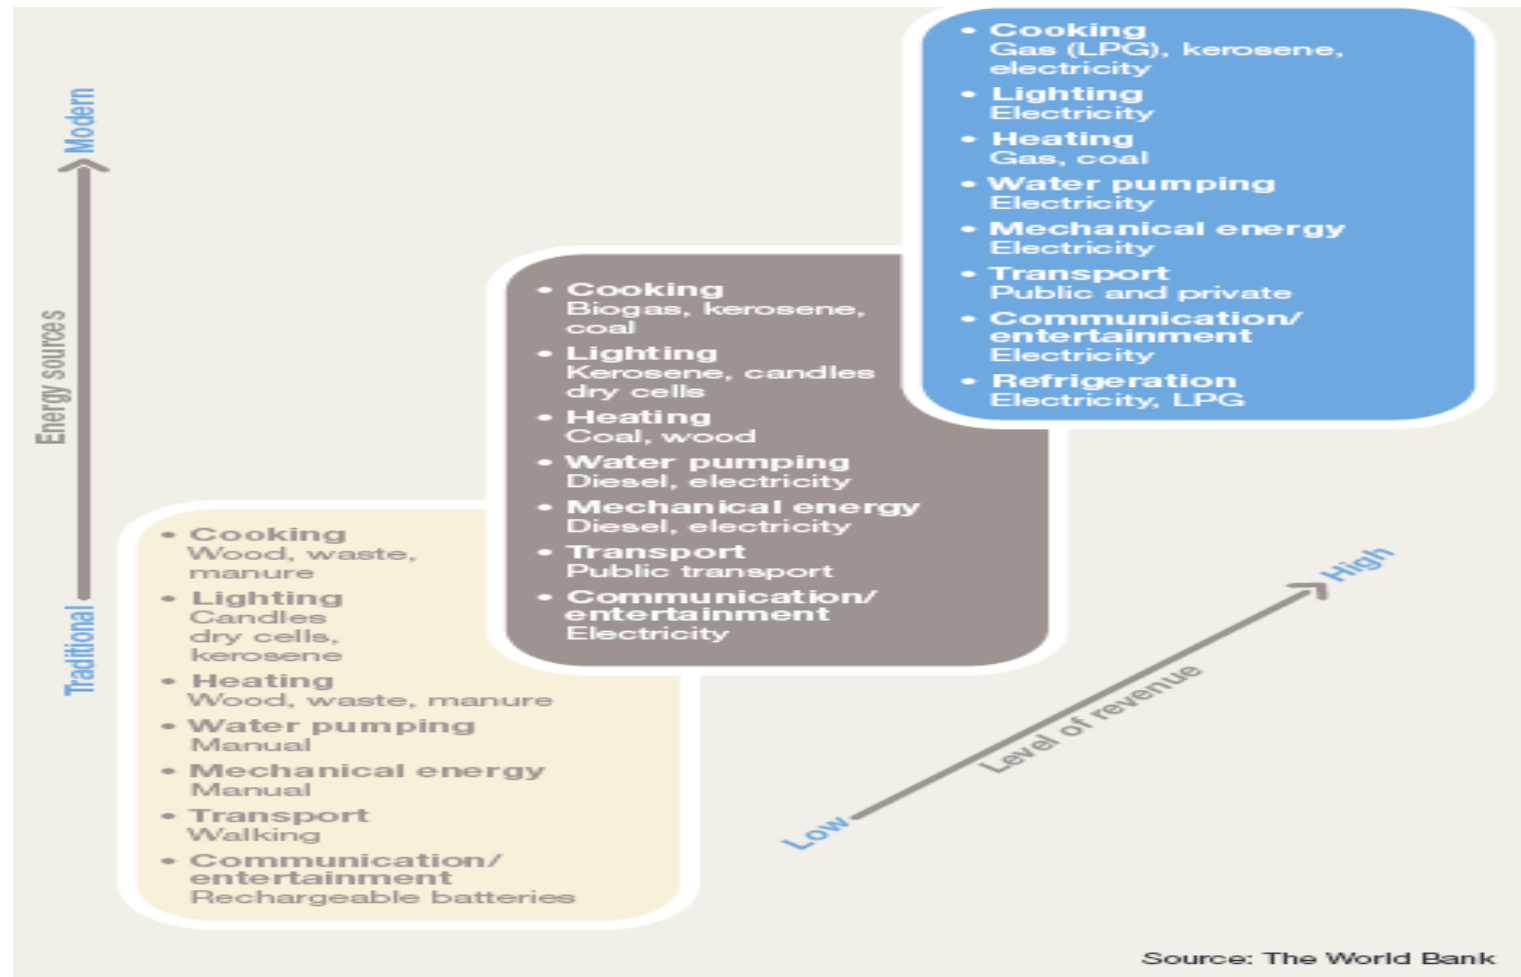 Modern
Energy sources
Traditional
• Cooking
Wood, waste,
manure
• Lighting
Candles
dry cells,
kerosene
• Heating
Wood, waste, manure
• Water pumping
Manual
• Mechanical energy
Manual
• Transport
Walking
• Communication/
entertainment
Rechargeable batteries
• Cooking
Biogas, kerosene,
coal
• Lighting
Kerosene, candles
dry cells
• Heating
Coal, wood
• Water pumping
Diesel, electricity
• Mechanical energy
Diesel, electricity
• Transport
Public transport
• Communication/
entertainment
Electricity
• Cooking
Gas (LPG), kerosene,
electricity
• Lighting
Electricity
• Heating
Gas, coal
• Water pumping
Electricity
• Mechanical energy
Electricity
• Transport
Public and private
• Communication/
entertainment
Electricity
• Refrigeration
Electricity, LPG
Low
Level of revenue
High
Source: The World Bank